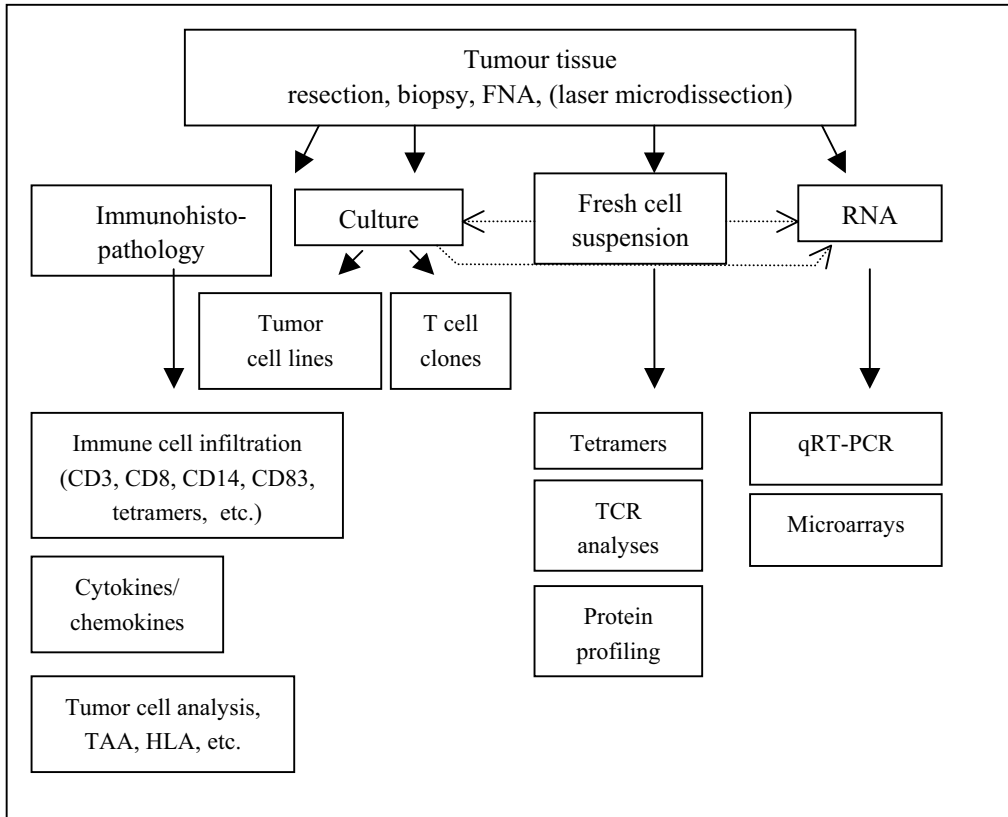 Tumour tissue
resection, biopsy, FNA, (laser microdissection)
Immunohisto-
pathology
Culture
Fresh cell
suspension
RNA
Tumor
cell lines
T cell
clones
Immune cell infiltration
(CD3, CD8, CD14, CD83,
tetramers, etc.)
Cytokines/
chemokines
Tumor cell analysis,
TAA, HLA, etc.
Tetramers
TCR
analyses
Protein
profiling
qRT-PCR
Microarrays